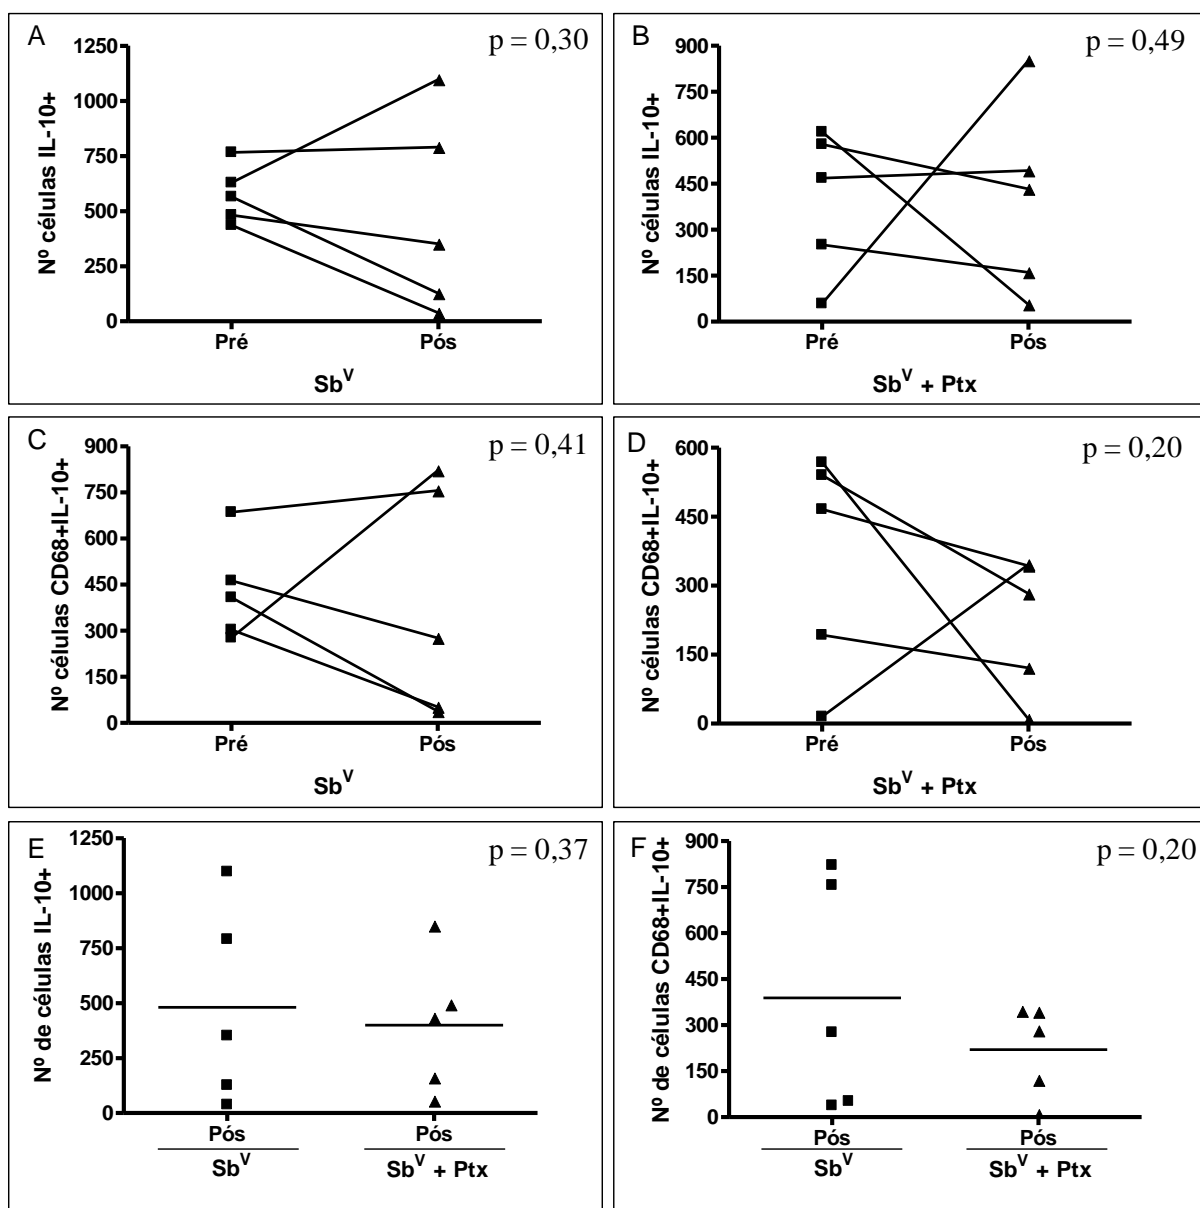 A
p = 0,30
Nº células IL-10+
1250
1000
750
500
250
0
Pré
Pós
Sb^V
B
p = 0,49
Nº células IL-10+
900
750
600
450
300
150
0
Pré
Pós
Sb^V + Ptx
C
p = 0,41
Nº células CD68+IL-10+
900
750
600
450
300
150
0
Pré
Pós
Sb^V
D
p = 0,20
Nº células CD68+IL-10+
600
450
300
150
0
Pré
Pós
Sb^V + Ptx
E
p = 0,37
Nº de células IL-10+
1250
1000
750
500
250
0
Pós
Pós
Sb^V
Sb^V + Ptx
F
p = 0,20
Nº de células CD68+IL-10+
900
750
600
450
300
150
0
Pós
Pós
Sb^V
Sb^V + Ptx